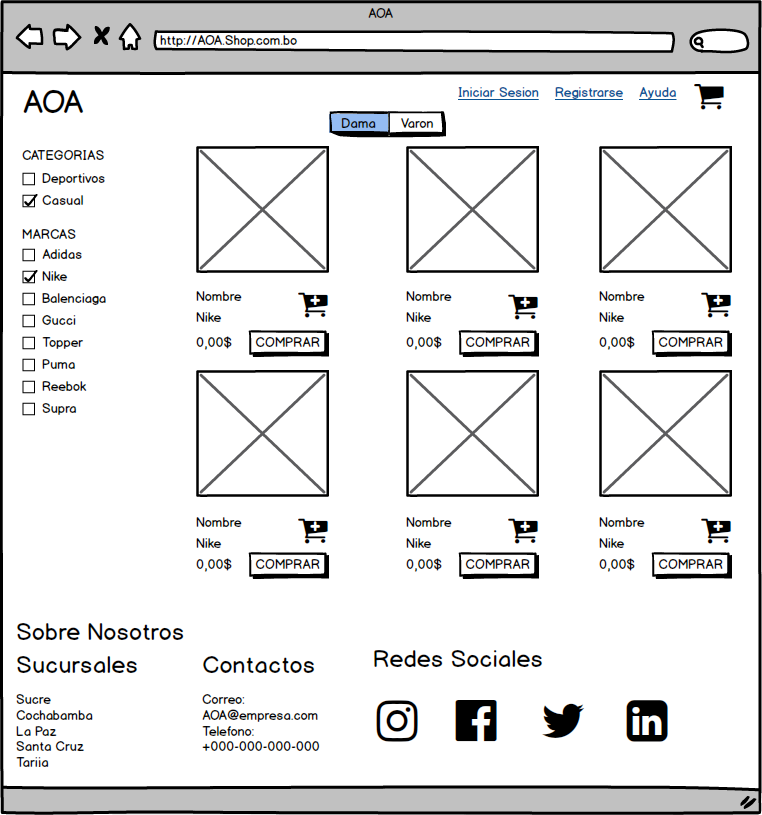 AOA
http://AOA.Shop.com.bo
AOA
Iniciar Sesion Registrarse Ayuda
Dama Varon
CATEGORIAS
Deportivos
Casual
MARCAS
Adidas
Nike
Balenciaga
Gucci
Topper
Puma
Reebok
Supra
Nombre Nombre Nombre
Nike Nike Nike
0,00$ COMPRAR 0,00$ COMPRAR 0,00$ COMPRAR
Nombre Nombre Nombre
Nike Nike Nike
0,00$ COMPRAR 0,00$ COMPRAR 0,00$ COMPRAR
Sobre Nosotros
Sucursales
Sucre
Cochabamba
La Paz
Santa Cruz
Tarija
Contactos
Correo:
AOA@empresa.com
Telefono:
+000-000-000-000
Redes Sociales